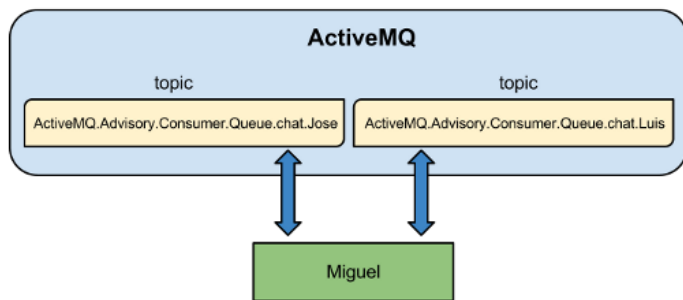 ActiveMQ
topic
topic
ActiveMQ.Advisory.Consumer.Queue.chat.Jose
ActiveMQ.Advisory.Consumer.Queue.chat.Luis
Miguel